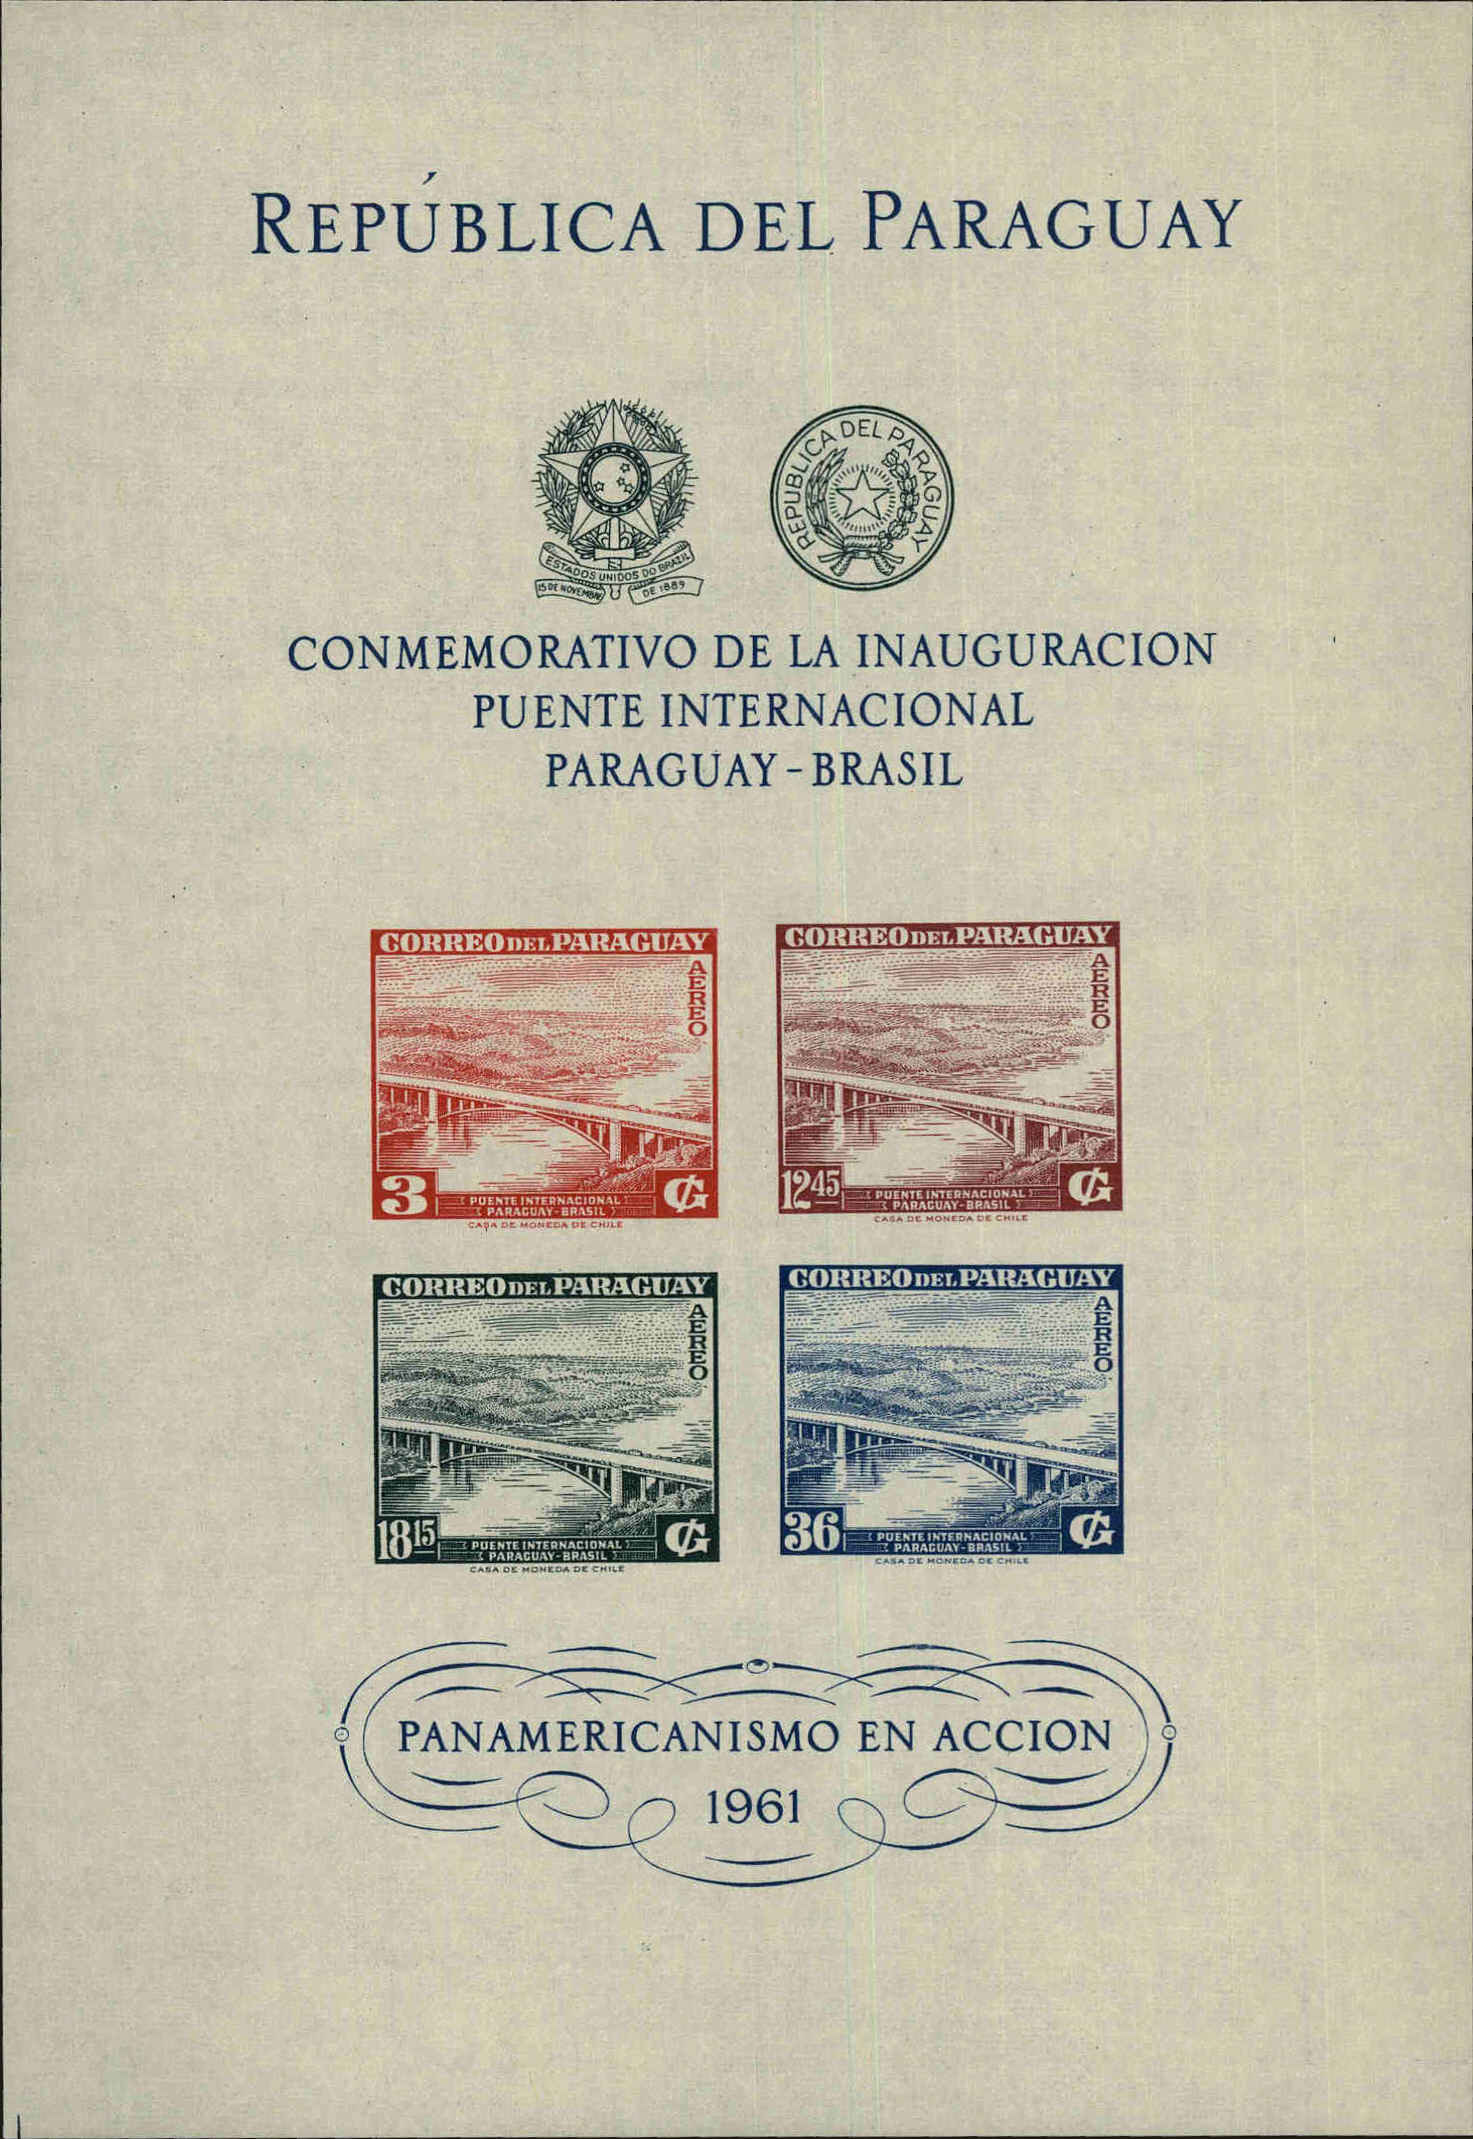 REPÚBLICA DEL PARAGUAY
ESTADOS UNIDOS DO BRAZIL
15 DE NOVEMBRO DE 1889
REPUBLICA DEL PARAGUAY
CONMEMORATIVO DE LA INAUGURACION
PUENTE INTERNACIONAL
PARAGUAY-BRASIL
CORREO DEL PARAGUAY
AEREO
3
PUENTE INTERNACIONAL
PARAGUAY-BRASIL
₲
CASA DE MONEDA DE CHILE
CORREO DEL PARAGUAY
AEREO
12 45
PUENTE INTERNACIONAL
PARAGUAY-BRASIL
₲
CASA DE MONEDA DE CHILE
CORREO DEL PARAGUAY
AEREO
18 15
PUENTE INTERNACIONAL
PARAGUAY-BRASIL
₲
CASA DE MONEDA DE CHILE
CORREO DEL PARAGUAY
AEREO
36
PUENTE INTERNACIONAL
PARAGUAY-BRASIL
₲
CASA DE MONEDA DE CHILE
PANAMERICANISMO EN ACCION
1961